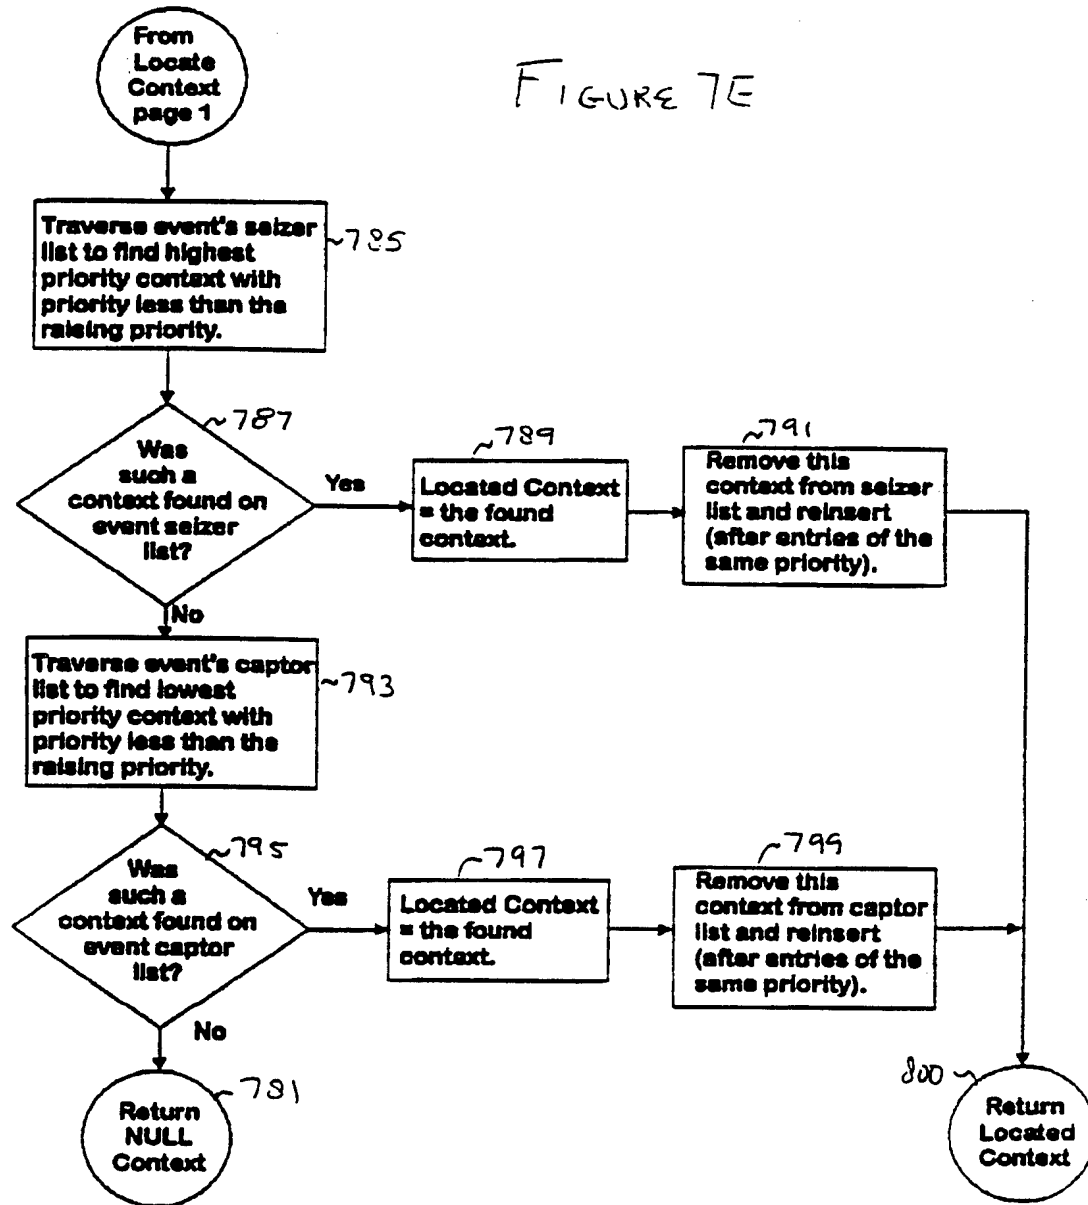 From
Locate
Context
page 1
FIGURE 7E
Traverse event's seizer
list to find highest
priority context with
priority less than the
raising priority.
~785
~787
Was
such a
context found on
event seizer
list?
Yes
~789
Located Context
= the found
context.
~791
Remove this
context from seizer
list and reinsert
(after entries of the
same priority).
No
Traverse event's captor
list to find lowest
priority context with
priority less than the
raising priority.
~793
795
Was
such a
context found on
event captor
list?
Yes
797
Located Context
= the found
context.
799
Remove this
context from captor
list and reinsert
(after entries of the
same priority).
No
781
Return
NULL
Context
800~
Return
Located
Context